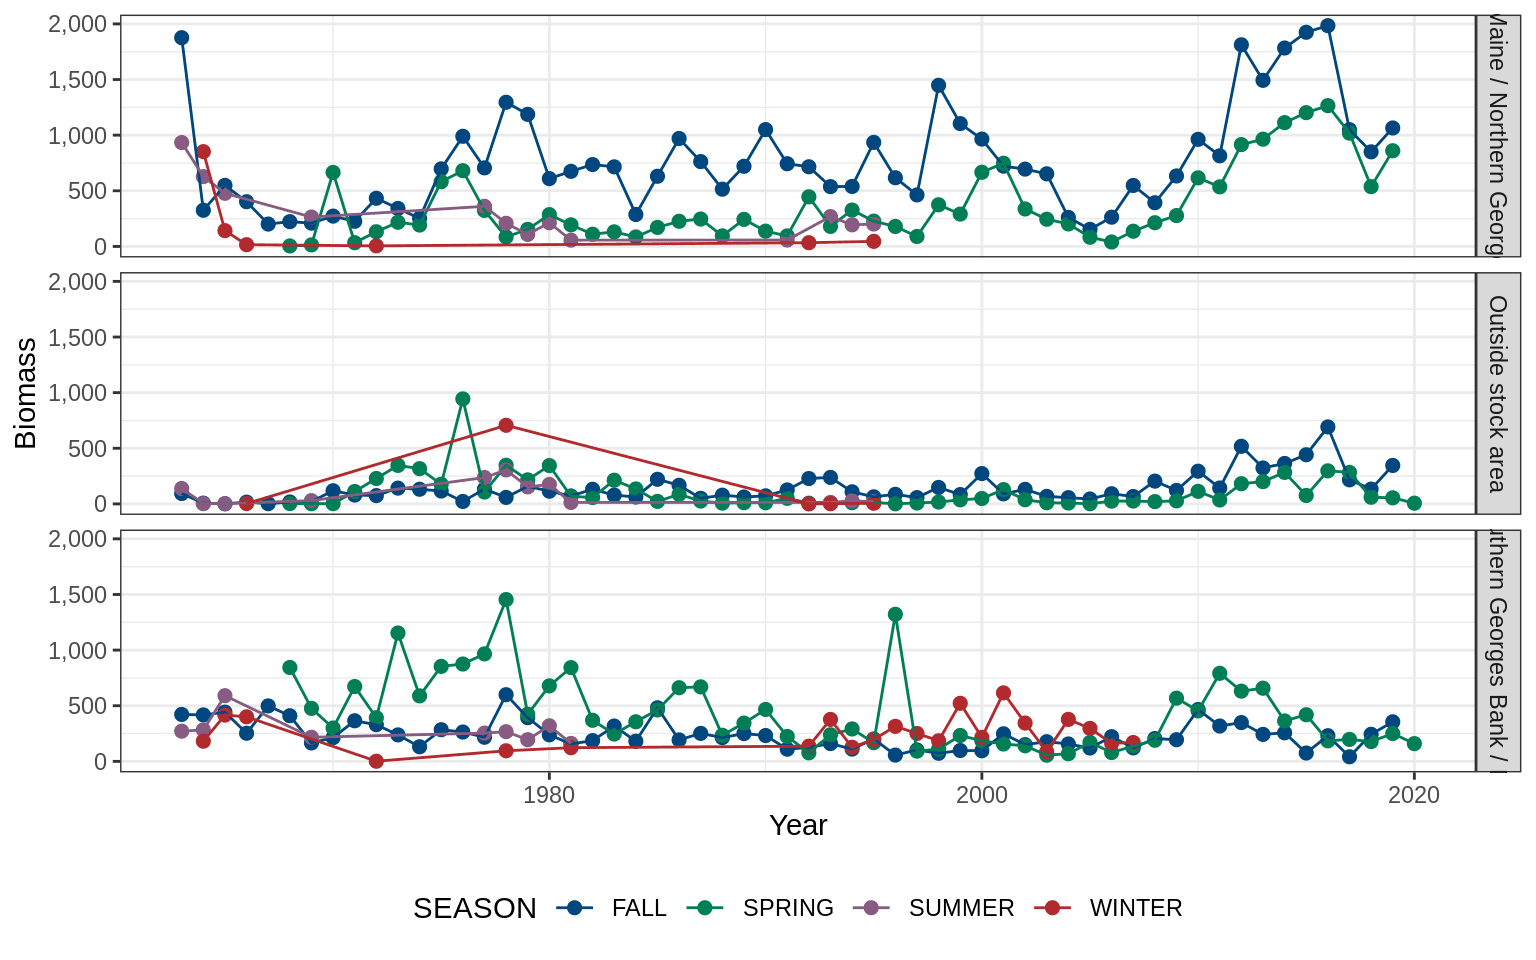 2,000
1,500
1,000
500
0
Maine / Northern Georg
2,000
1,500
1,000
500
0
Outside stock area
2,000
1,500
1,000
500
0
thern Georges Bank /
Biomass
1980 2000 2020
Year
SEASON FALL SPRING SUMMER WINTER